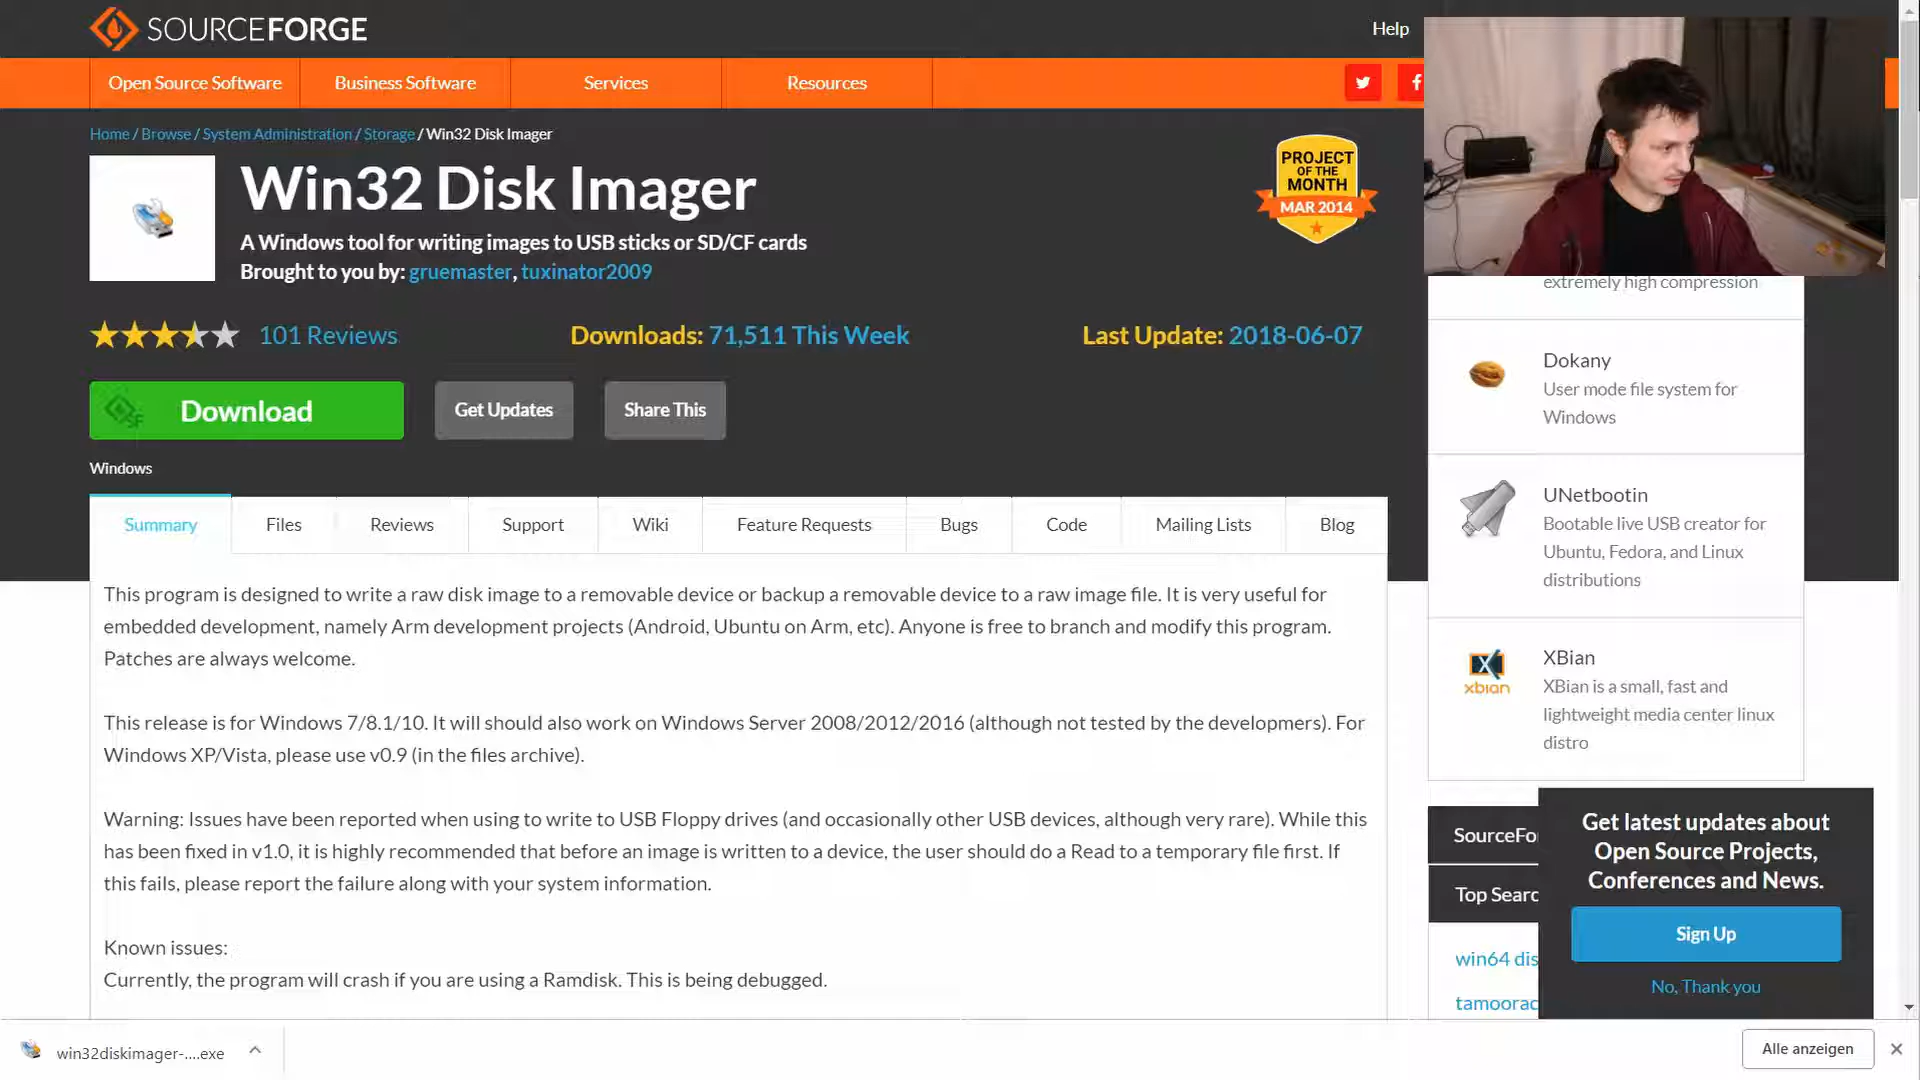 SOURCEFORGE
Help
Open Source Software
Business Software
Services
Resources
Home / Browse / System Administration / Storage / Win32 Disk Imager
Win32 Disk Imager
A Windows tool for writing images to USB sticks or SD/CF cards
Brought to you by: gruemaster, tuxinator2009
PROJECT
OF THE
MONTH
MAR 2014
101 Reviews
Downloads: 71,511 This Week
Last Update: 2018-06-07
Download
Get Updates
Share This
Windows
Summary
Files
Reviews
Support
Wiki
Feature Requests
Bugs
Code
Mailing Lists
Blog
This program is designed to write a raw disk image to a removable device or backup a removable device to a raw image file. It is very useful for
embedded development, namely Arm development projects (Android, Ubuntu on Arm, etc). Anyone is free to branch and modify this program.
Patches are always welcome.
This release is for Windows 7/8.1/10. It will should also work on Windows Server 2008/2012/2016 (although not tested by the developmers). For
Windows XP/Vista, please use v0.9 (in the files archive).
Warning: Issues have been reported when using to write to USB Floppy drives (and occasionally other USB devices, although very rare). While this
has been fixed in v1.0, it is highly recommended that before an image is written to a device, the user should do a Read to a temporary file first. If
this fails, please report the failure along with your system information.
Known issues:
Currently, the program will crash if you are using a Ramdisk. This is being debugged.
extremely high compression
Dokany
User mode file system for
Windows
UNetbootin
Bootable live USB creator for
Ubuntu, Fedora, and Linux
distributions
xbian
XBian
XBian is a small, fast and
lightweight media center linux
distro
SourceFo
Top Searc
win64 dis
tamoorac
Get latest updates about
Open Source Projects,
Conferences and News.
Sign Up
No, Thank you
win32diskimager-....exe
Alle anzeigen